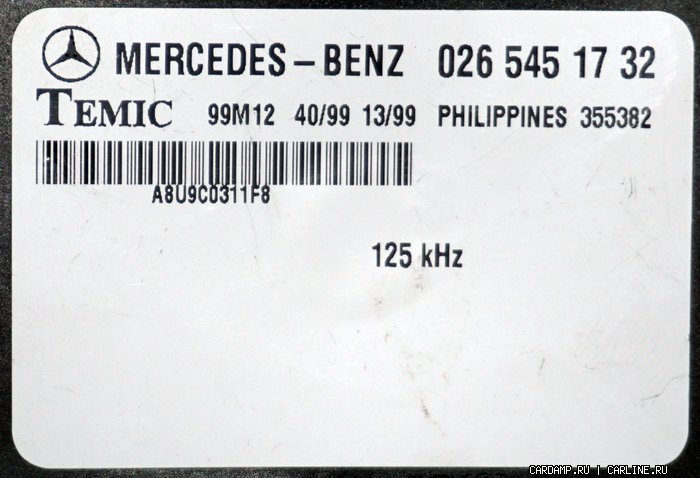 MERCEDES – BENZ 026 545 17 32
TEMIC 99M12 40/99 13/99 PHILIPPINES 355382
A8U9C0311F8
125 kHz
CARDAMP.RU | CARLINE.RU